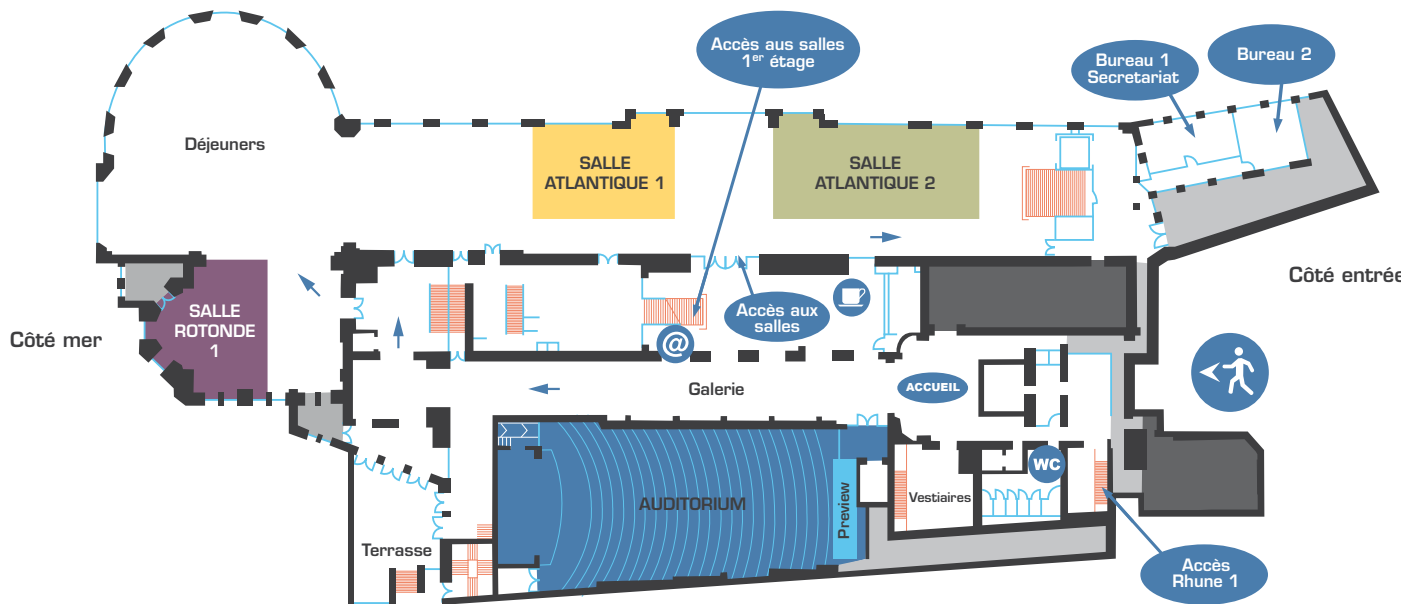 Accès aus salles
1er étage
Bureau 1
Secretariat
Bureau 2
Déjeuners
SALLE
ATLANTIQUE 1
SALLE
ATLANTIQUE 2
Côté entrée
SALLE
ROTONDE
1
Côté mer
Accès aux
salles
@
Galerie
ACCUEIL
WC
AUDITORIUM
Preview
Vestiaires
Terrasse
Accès
Rhune 1